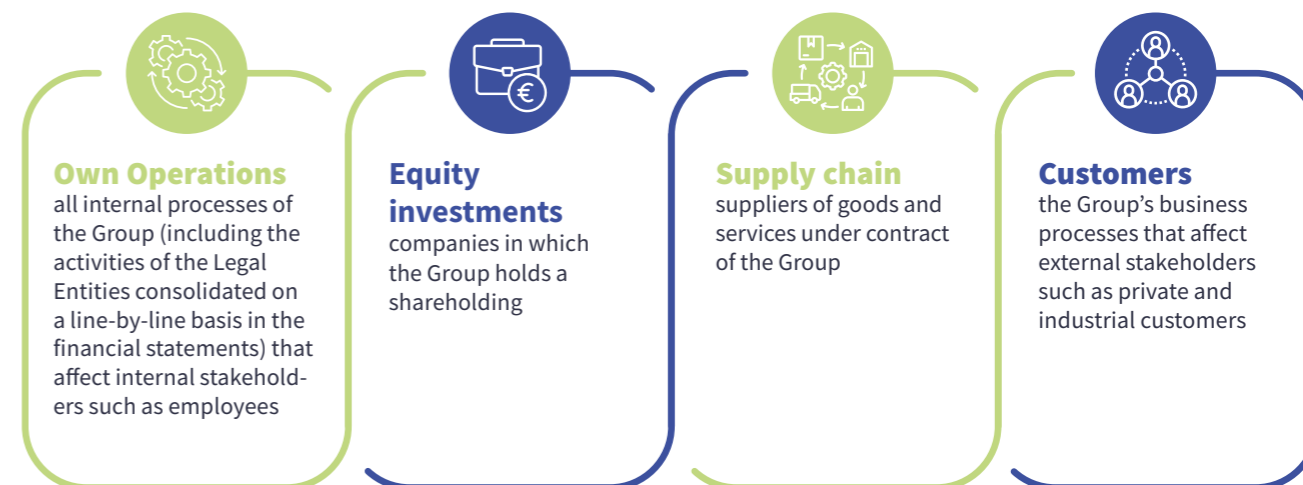 Own Operations
all internal processes of
the Group (including the
activities of the Legal
Entities consolidated on
a line-by-line basis in the
financial statements) that
affect internal stakehold-
ers such as employees
Equity
investments
companies in which
the Group holds a
shareholding
Supply chain
suppliers of goods and
services under contract
of the Group
Customers
the Group’s business
processes that affect
external stakeholders
such as private and
industrial customers